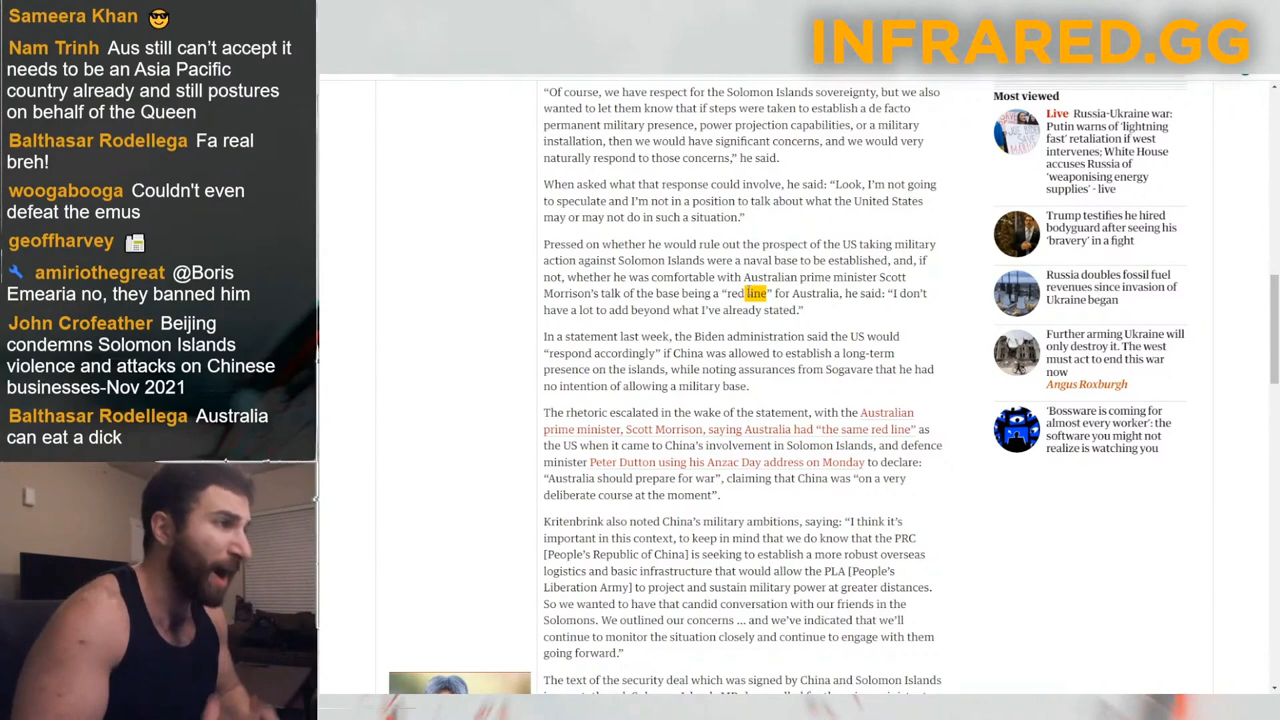 Sameera Khan 😎
Nam Trinh Aus still can’t accept it
needs to be an Asia Pacific
country already and still postures
on behalf of the Queen
Balthasar Rodellega Fa real
breh!
woogabooga Couldn't even
defeat the emus
geoffharvey
amiriothegreat @Boris
Emearia no, they banned him
John Crofeather Beijing
condemns Solomon Islands
violence and attacks on Chinese
businesses-Nov 2021
Balthasar Rodellega Australia
can eat a dick
INFRARED.GG
“Of course, we have respect for the Solomon Islands sovereignty, but we also
wanted to let them know that if steps were taken to establish a de facto
permanent military presence, power projection capabilities, or a military
installation, then we would have significant concerns, and we would very
naturally respond to those concerns,” he said.
When asked what that response could involve, he said: “Look, I’m not going
to speculate and I’m not in a position to talk about what the United States
may or may not do in such a situation.”
Pressed on whether he would rule out the prospect of the US taking military
action against Solomon Islands were a naval base to be established, and, if
not, whether he was comfortable with Australian prime minister Scott
Morrison’s talk of the base being a “red line” for Australia, he said: “I don’t
have a lot to add beyond what I’ve already stated.”
In a statement last week, the Biden administration said the US would
“respond accordingly” if China was allowed to establish a long-term
presence on the islands, while noting assurances from Sogavare that he had
no intention of allowing a military base.
The rhetoric escalated in the wake of the statement, with the Australian
prime minister, Scott Morrison, saying Australia had “the same red line” as
the US when it came to China’s involvement in Solomon Islands, and defence
minister Peter Dutton using his Anzac Day address on Monday to declare:
“Australia should prepare for war”, claiming that China was “on a very
deliberate course at the moment”.
Kritenbrink also noted China’s military ambitions, saying: “I think it’s
important in this context, to keep in mind that we do know that the PRC
[People’s Republic of China] is seeking to establish a more robust overseas
logistics and basic infrastructure that would allow the PLA [People’s
Liberation Army] to project and sustain military power at greater distances.
So we wanted to have that candid conversation with our friends in the
Solomons. We outlined our concerns ... and we’ve indicated that we’ll
continue to monitor the situation closely and continue to engage with them
going forward.”
The text of the security deal which was signed by China and Solomon Islands
Most viewed
Live Russia-Ukraine war:
Putin warns of ‘lightning
fast’ retaliation if west
intervenes; White House
accuses Russia of
‘weaponising energy
supplies’ - live
Trump testifies he hired
bodyguard after seeing his
‘bravery’ in a fight
Russia doubles fossil fuel
revenues since invasion of
Ukraine began
Further arming Ukraine will
only destroy it. The west
must act to end this war
now
Angus Roxburgh
‘Bossware is coming for
almost every worker’: the
software you might not
realize is watching you